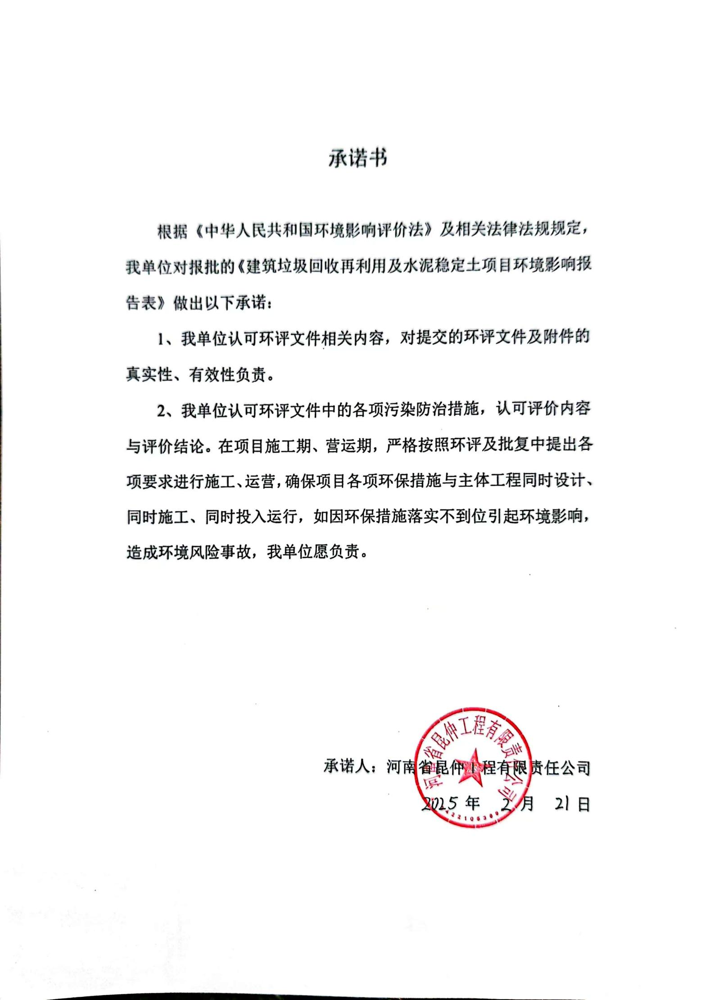 承诺书
根据《中华人民共和国环境影响评价法》及相关法律法规规定，
我单位对报批的《建筑垃圾回收再利用及水泥稳定土项目环境影响报
告表》做出以下承诺：
1、我单位认可环评文件相关内容，对提交的环评文件及附件的
真实性、有效性负责。
2、我单位认可环评文件中的各项污染防治措施，认可评价内容
与评价结论。在项目施工期、营运期，严格按照环评及批复中提出各
项要求进行施工、运营，确保项目各项环保措施与主体工程同时设计、
同时施工、同时投入运行，如因环保措施落实不到位引起环境影响，
造成环境风险事故，我单位愿负责。
河南省昆仲工程有限责任公司
承诺人：河南省昆仲工程有限责任公司
2025年 2月 21日